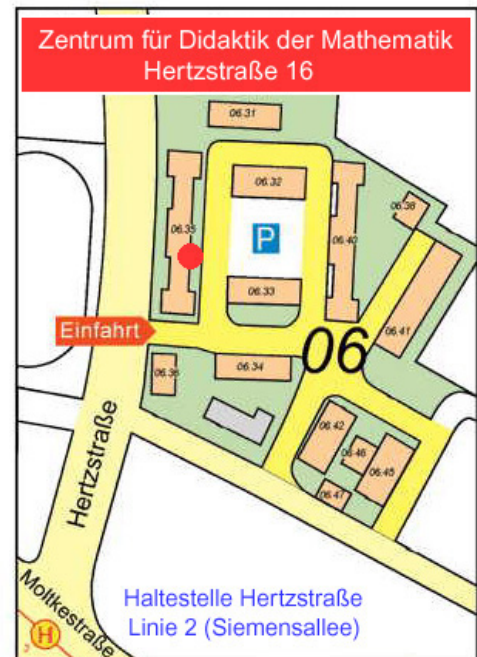 Zentrum für Didaktik der Mathematik
Hertzstraße 16
06.31
06.32
06.38
06.35
P
06.40
06.33
Einfahrt
06
06.41
06.36
06.34
06.42
06.46
06.45
06.47
Hertzstraße
Moltkestraße
H
Haltestelle Hertzstraße
Linie 2 (Siemensallee)